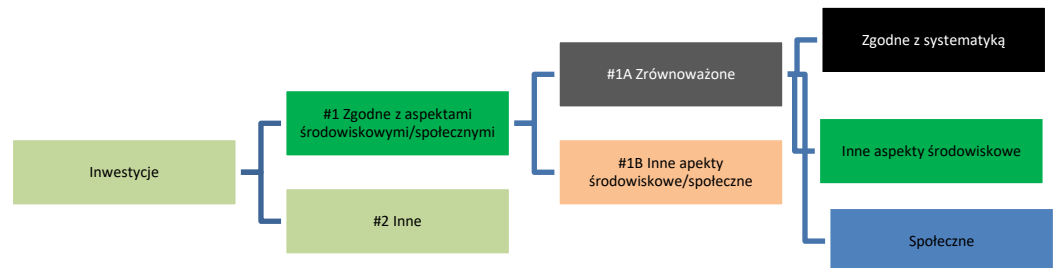 Inwestycje
#1 Zgodne z aspektami
środowiskowymi/społecznymi
#2 Inne
#1A Zrównoważone
#1B Inne apekty
środowiskowe/społeczne
Zgodne z systematyką
Inne aspekty środowiskowe
Społeczne